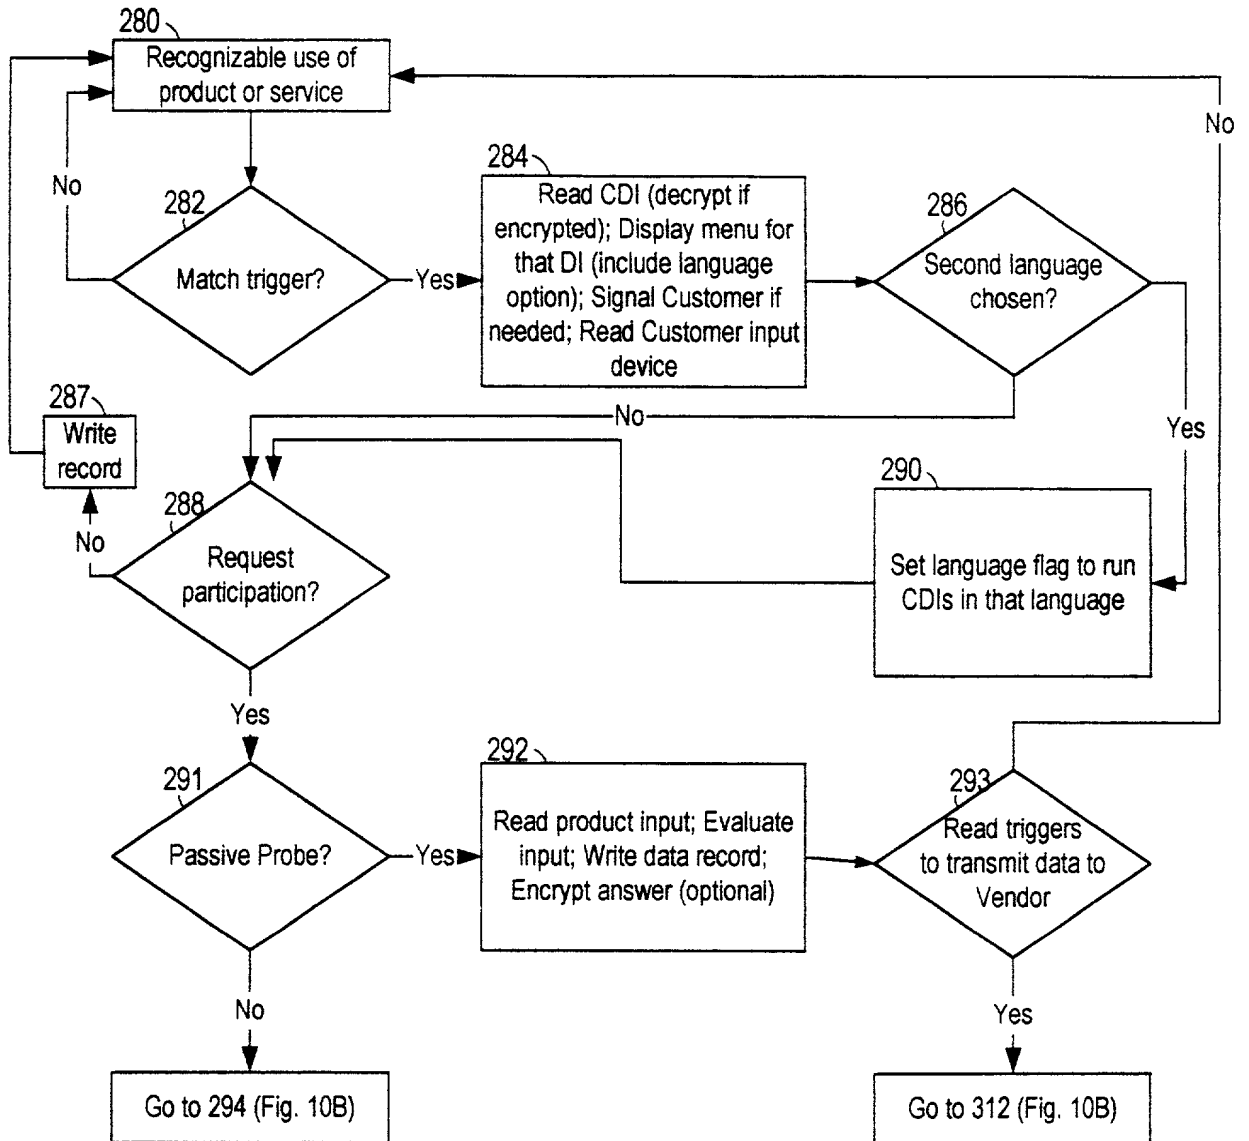 280
Recognizable use of
product or service
No
No
282
Match trigger?
Yes
284
Read CDI (decrypt if
encrypted); Display menu for
that DI (include language
option); Signal Customer if
needed; Read Customer input
device
286
Second language
chosen?
No
Yes
287
Write
record
No
288
Request
participation?
290
Set language flag to run
CDIs in that language
Yes
291
Passive Probe?
Yes
292
Read product input; Evaluate
input; Write data record;
Encrypt answer (optional)
293
Read triggers
to transmit data to
Vendor
No
Yes
Go to 294 (Fig. 10B)
Go to 312 (Fig. 10B)